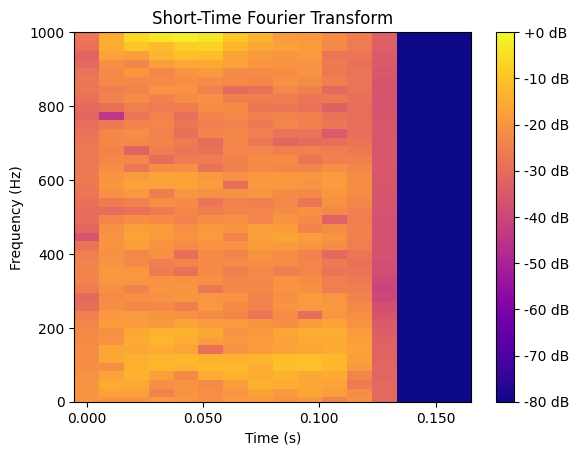 Short-Time Fourier Transform
1000
800
600
400
200
0
Frequency (Hz)
0.000
0.050
0.100
0.150
Time (s)
+0 dB
-10 dB
-20 dB
-30 dB
-40 dB
-50 dB
-60 dB
-70 dB
-80 dB